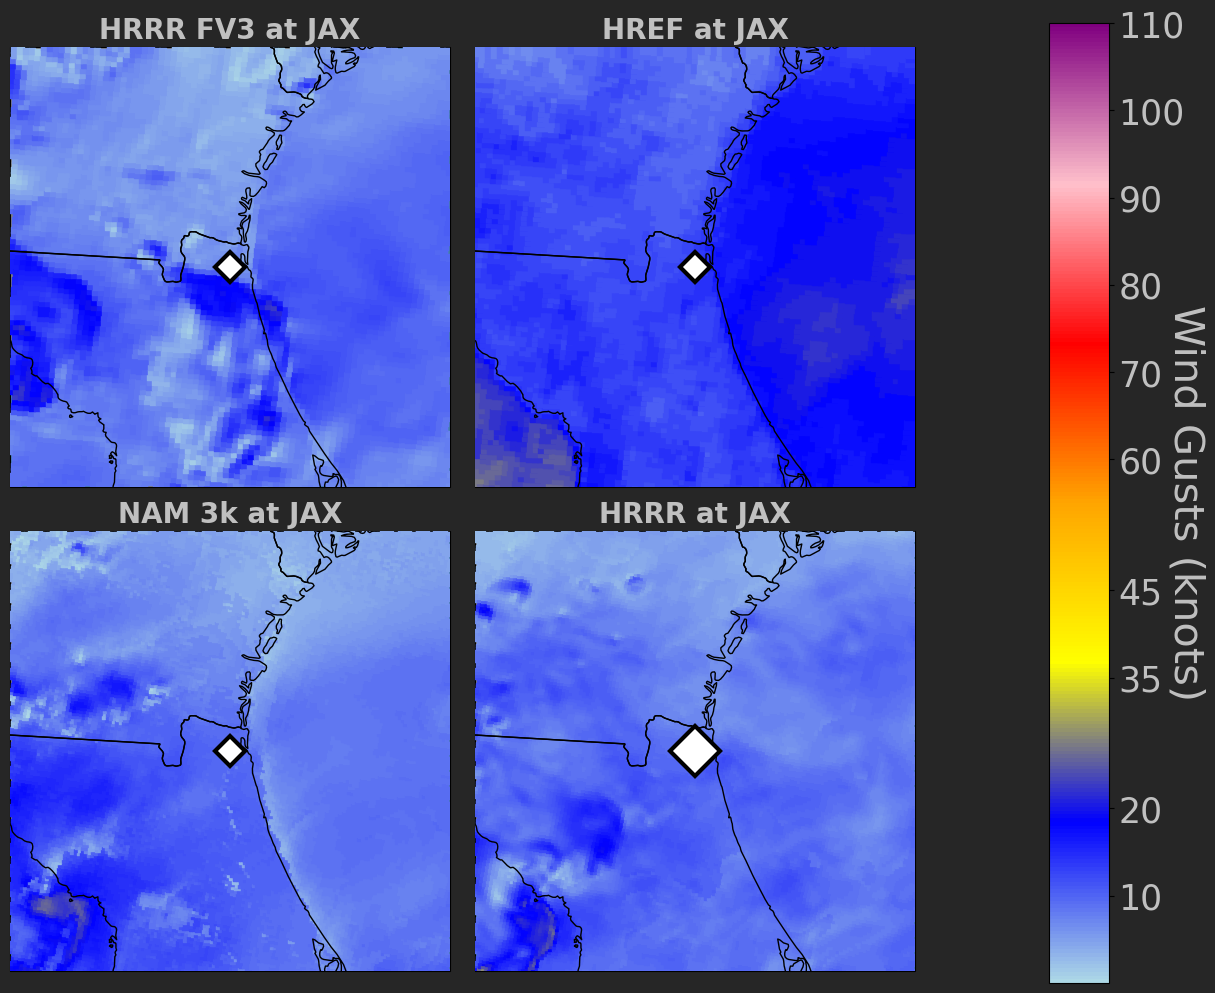 HRRR FV3 at JAX
HREF at JAX
NAM 3k at JAX
HRRR at JAX
110
100
90
80
70
60
45
35
20
10
Wind Gusts (knots)